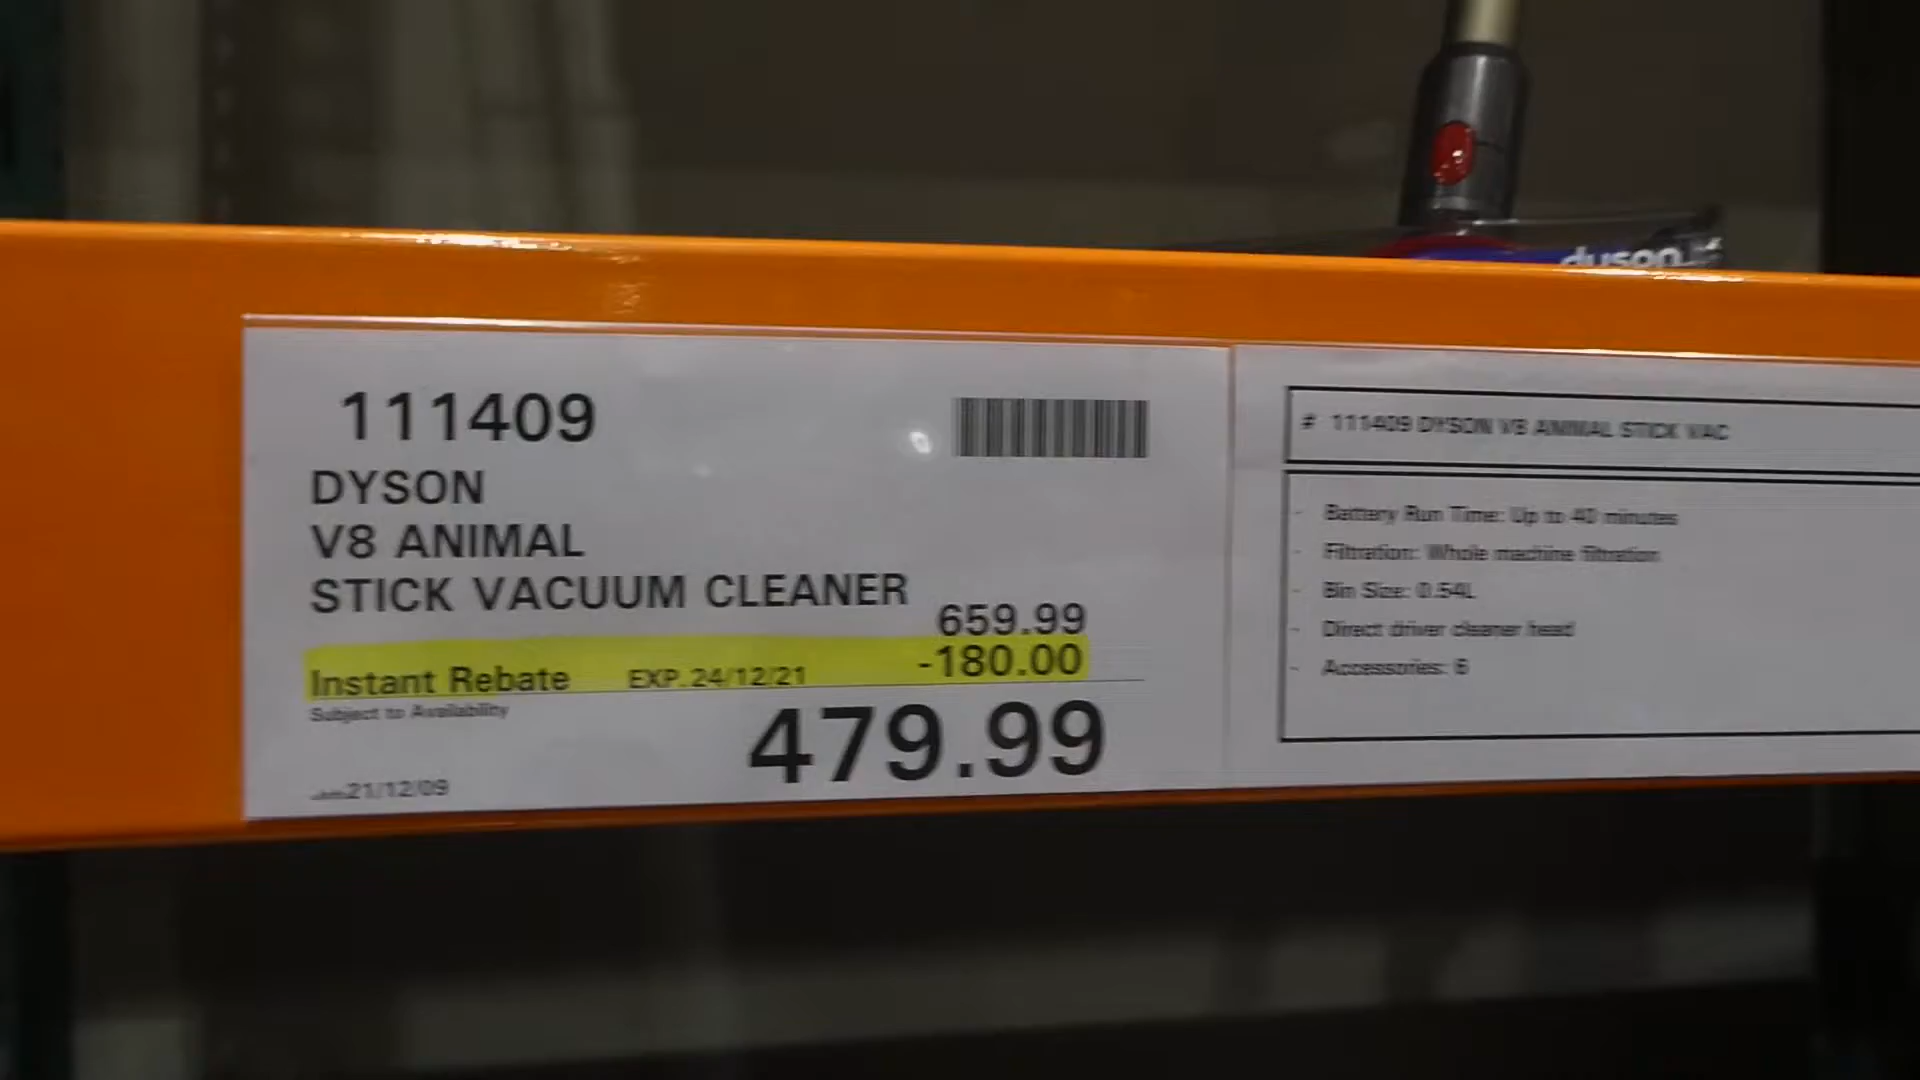 dyson
111409
DYSON
V8 ANIMAL
STICK VACUUM CLEANER
659.99
Instant Rebate EXP. 24/12/21 -180.00
Subject to Availability
479.99
21/12/09
# 111409 DYSON V8 ANIMAL STICK VAC
- Battery Run Time: Up to 40 minutes
- Filtration: Whole machine filtration
- Bin Size: 0.54L
- Direct driver cleaner head
- Accessories: 6